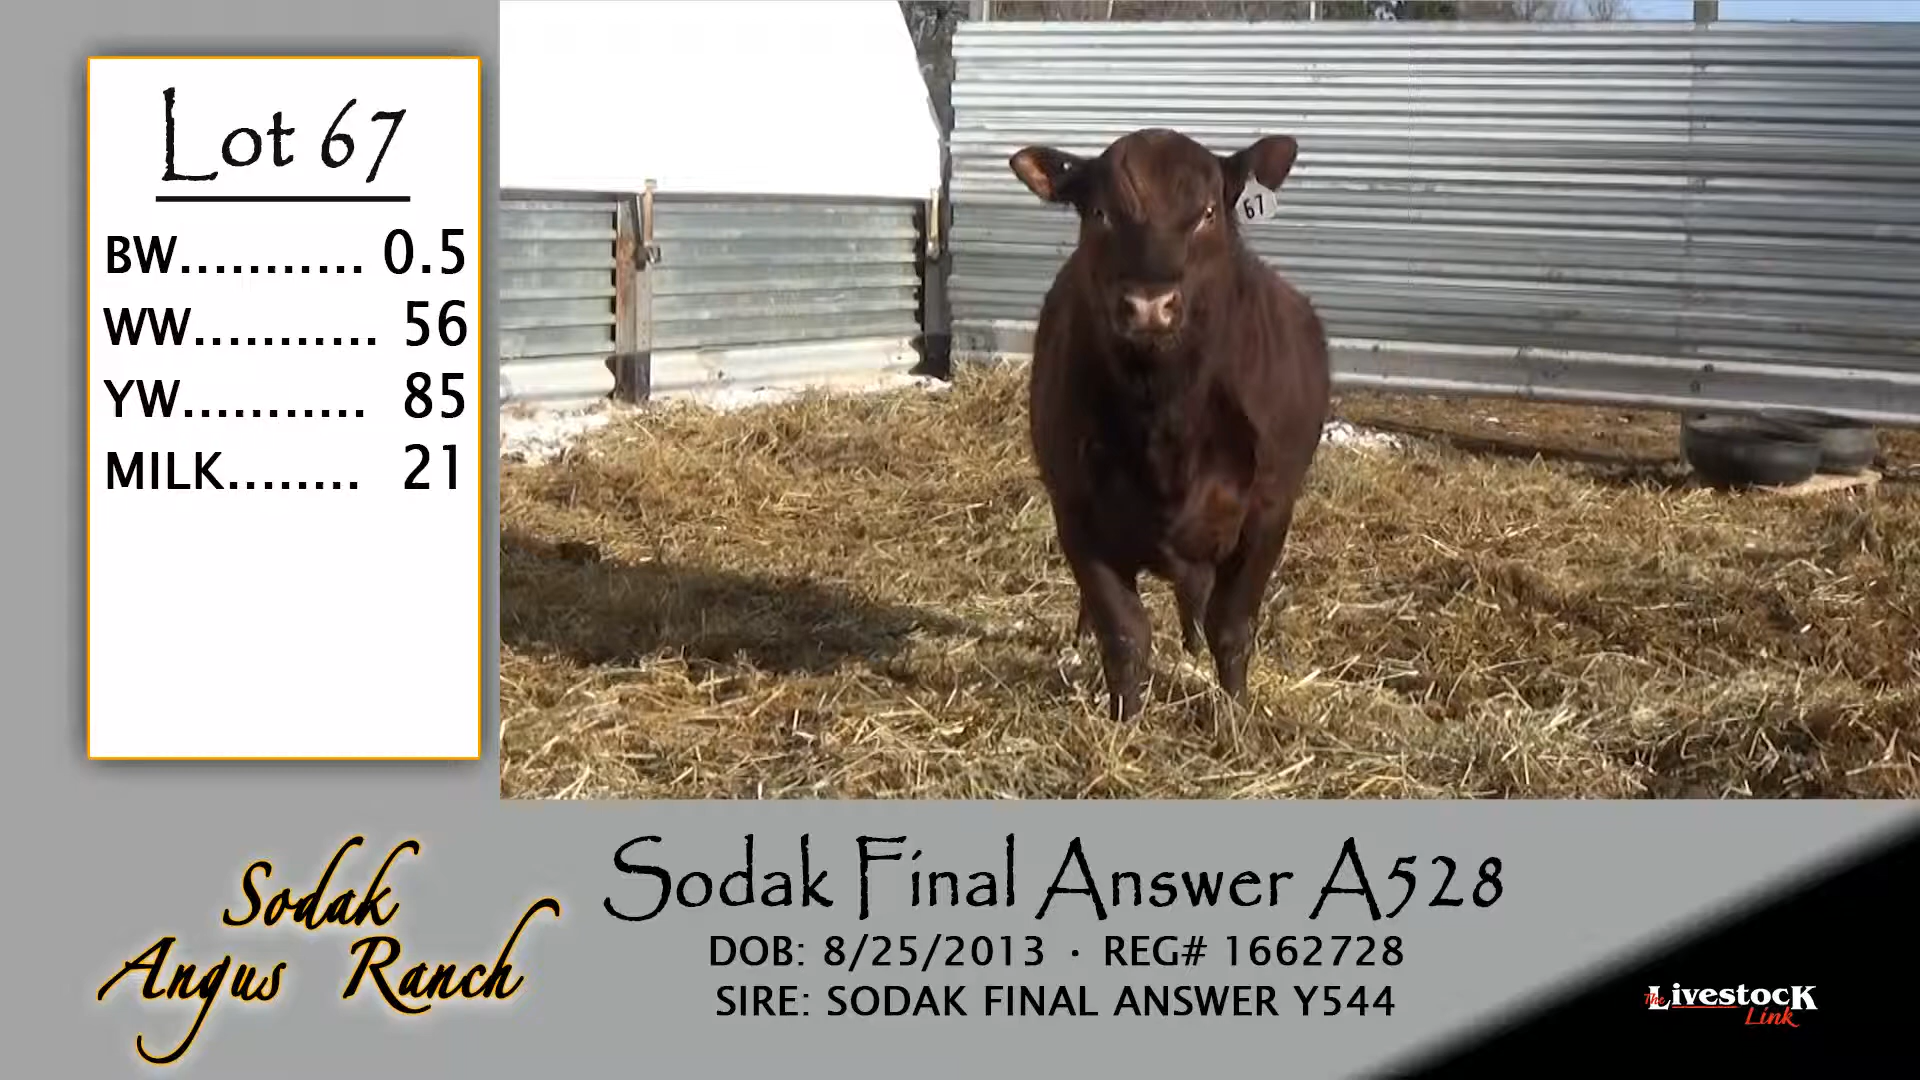 Lot 67
BW........... 0.5
WW........... 56
YW........... 85
MILK........ 21
67
Sodak
Angus Ranch
Sodak Final Answer A528
DOB: 8/25/2013 · REG# 1662728
SIRE: SODAK FINAL ANSWER Y544
The Livestock
Link